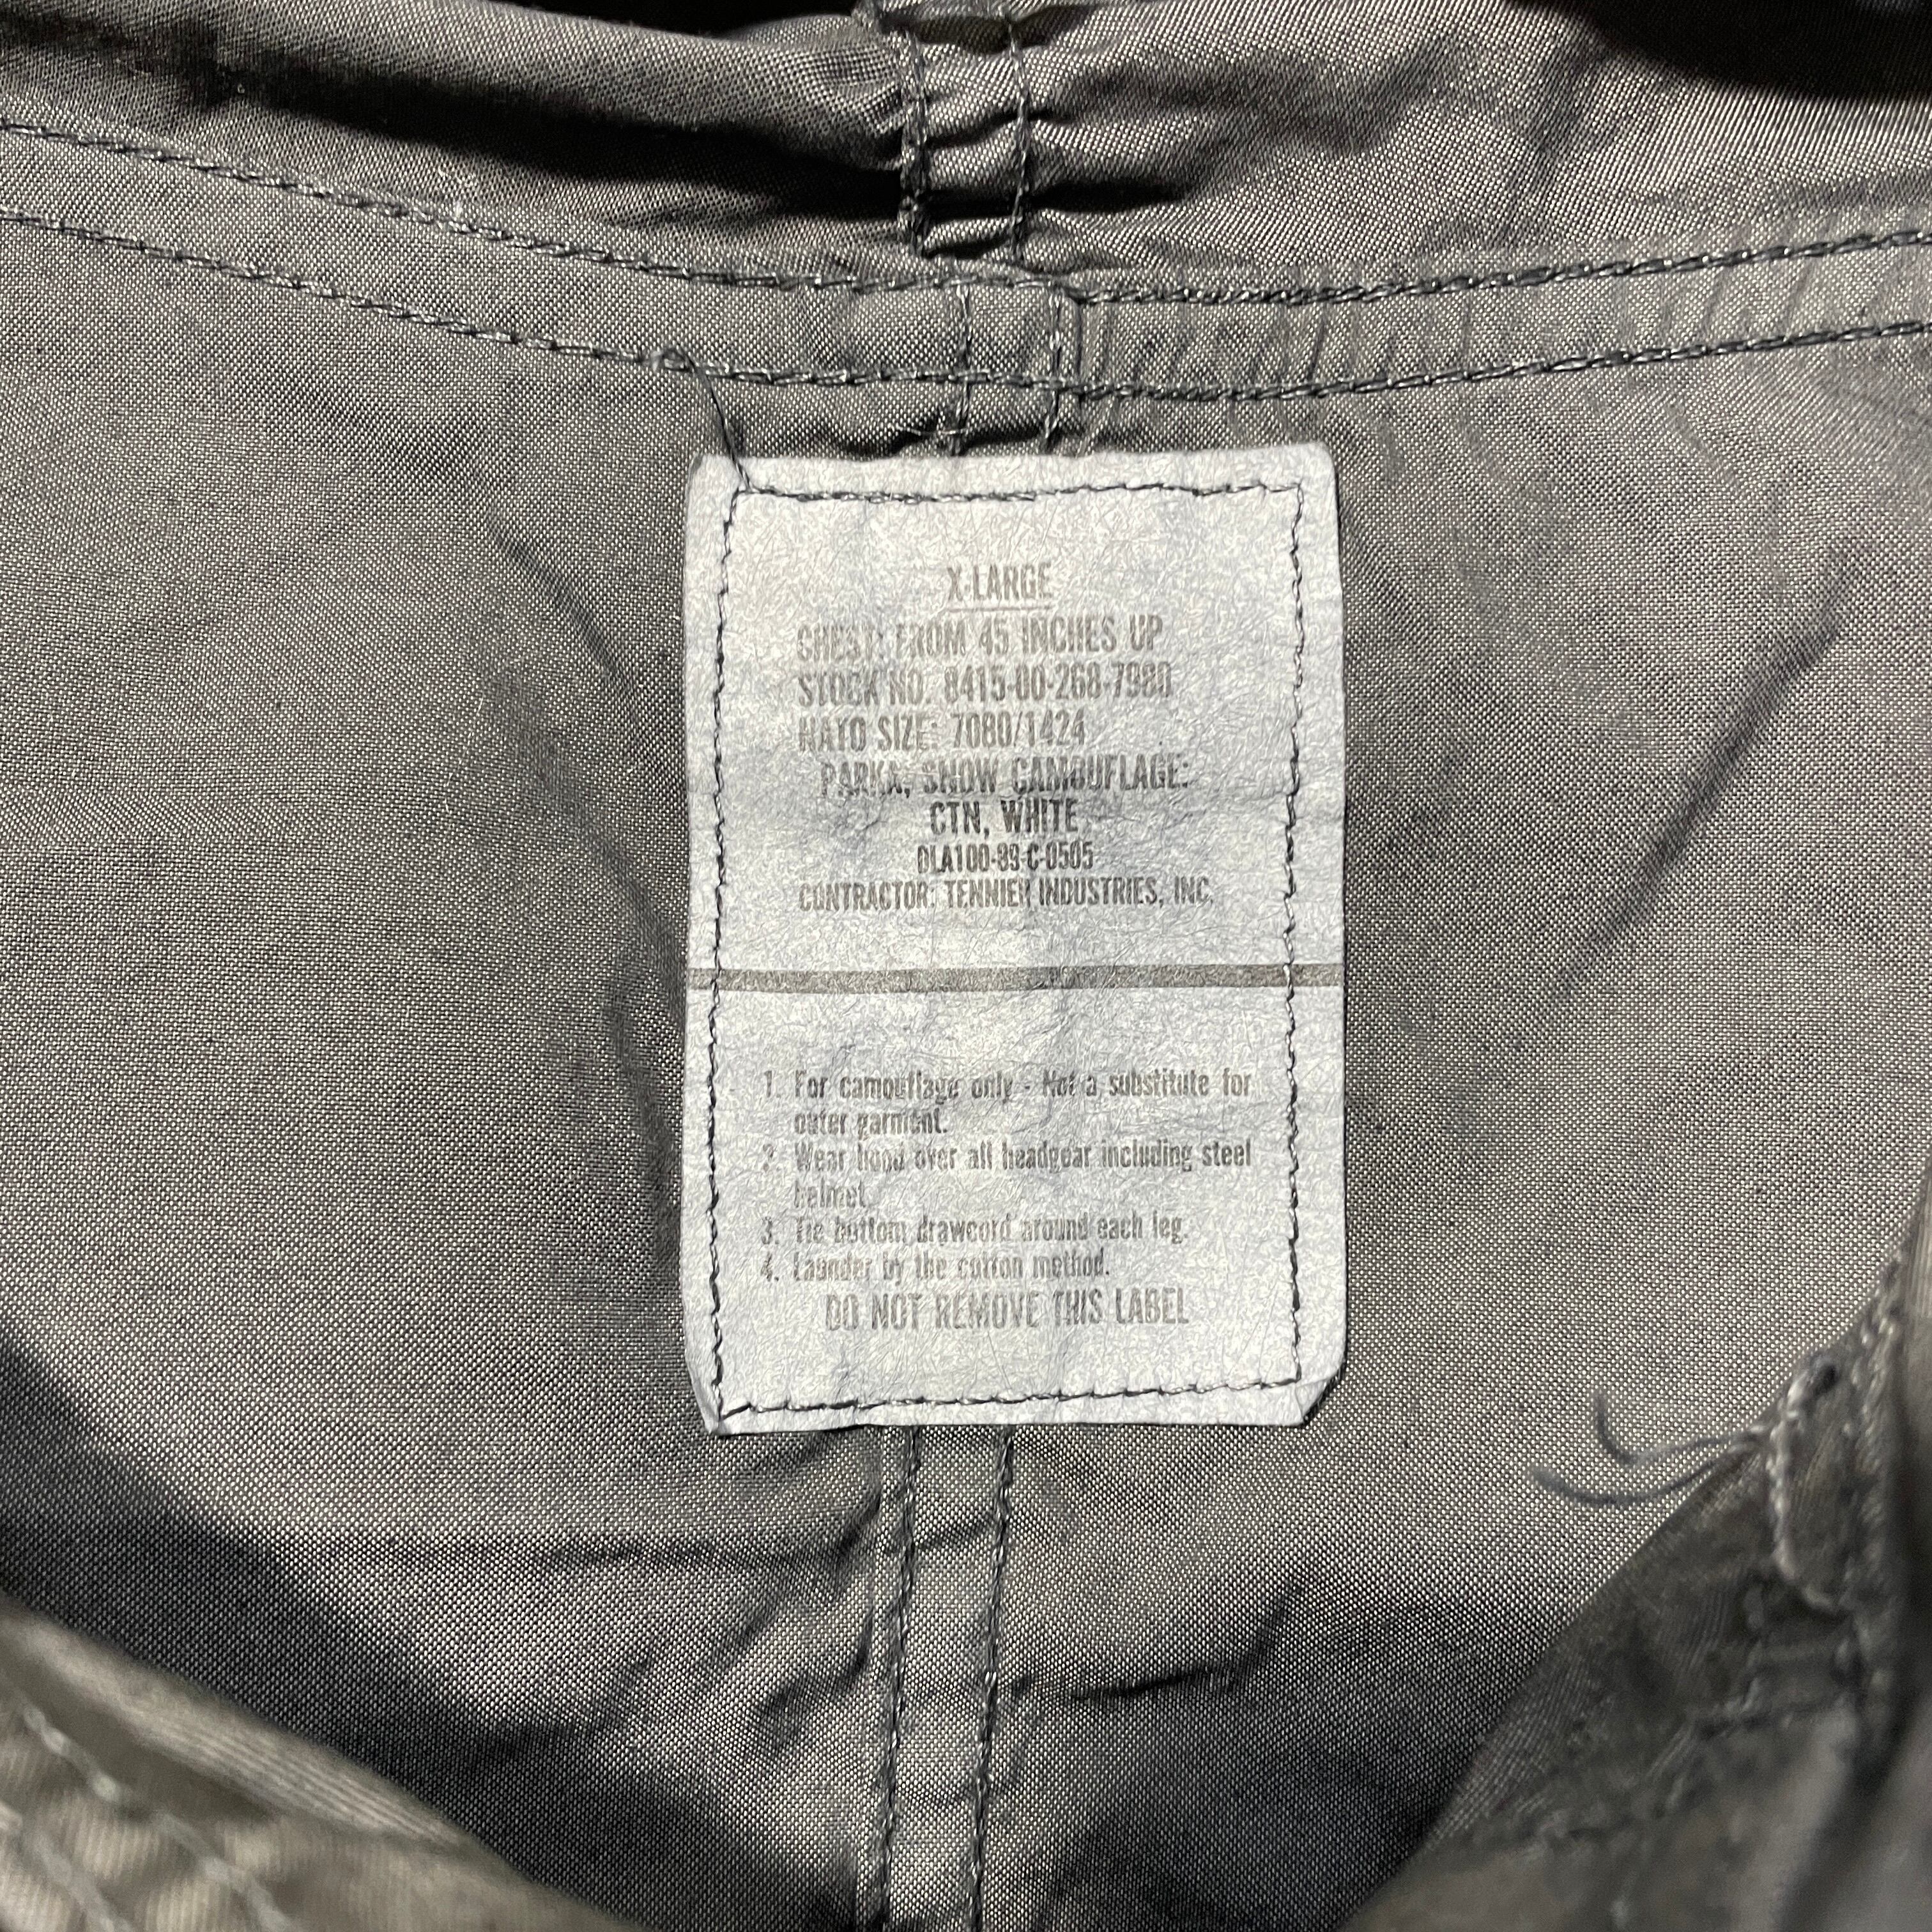 X-LARGE
CHEST: FROM 45 INCHES UP
STOCK NO. 8415-00-268-7980
NATO SIZE: 7080/1424
PARKA, SNOW CAMOUFLAGE:
CTN, WHITE
DLA100-89-C-0505
CONTRACTOR: TENNIER INDUSTRIES, INC.
1. For camouflage only - Not a substitute for
outer garment.
2. Wear hood over all headgear including steel
helmet.
3. Tie bottom drawcord around each leg.
4. Launder by the cotton method.
DO NOT REMOVE THIS LABEL